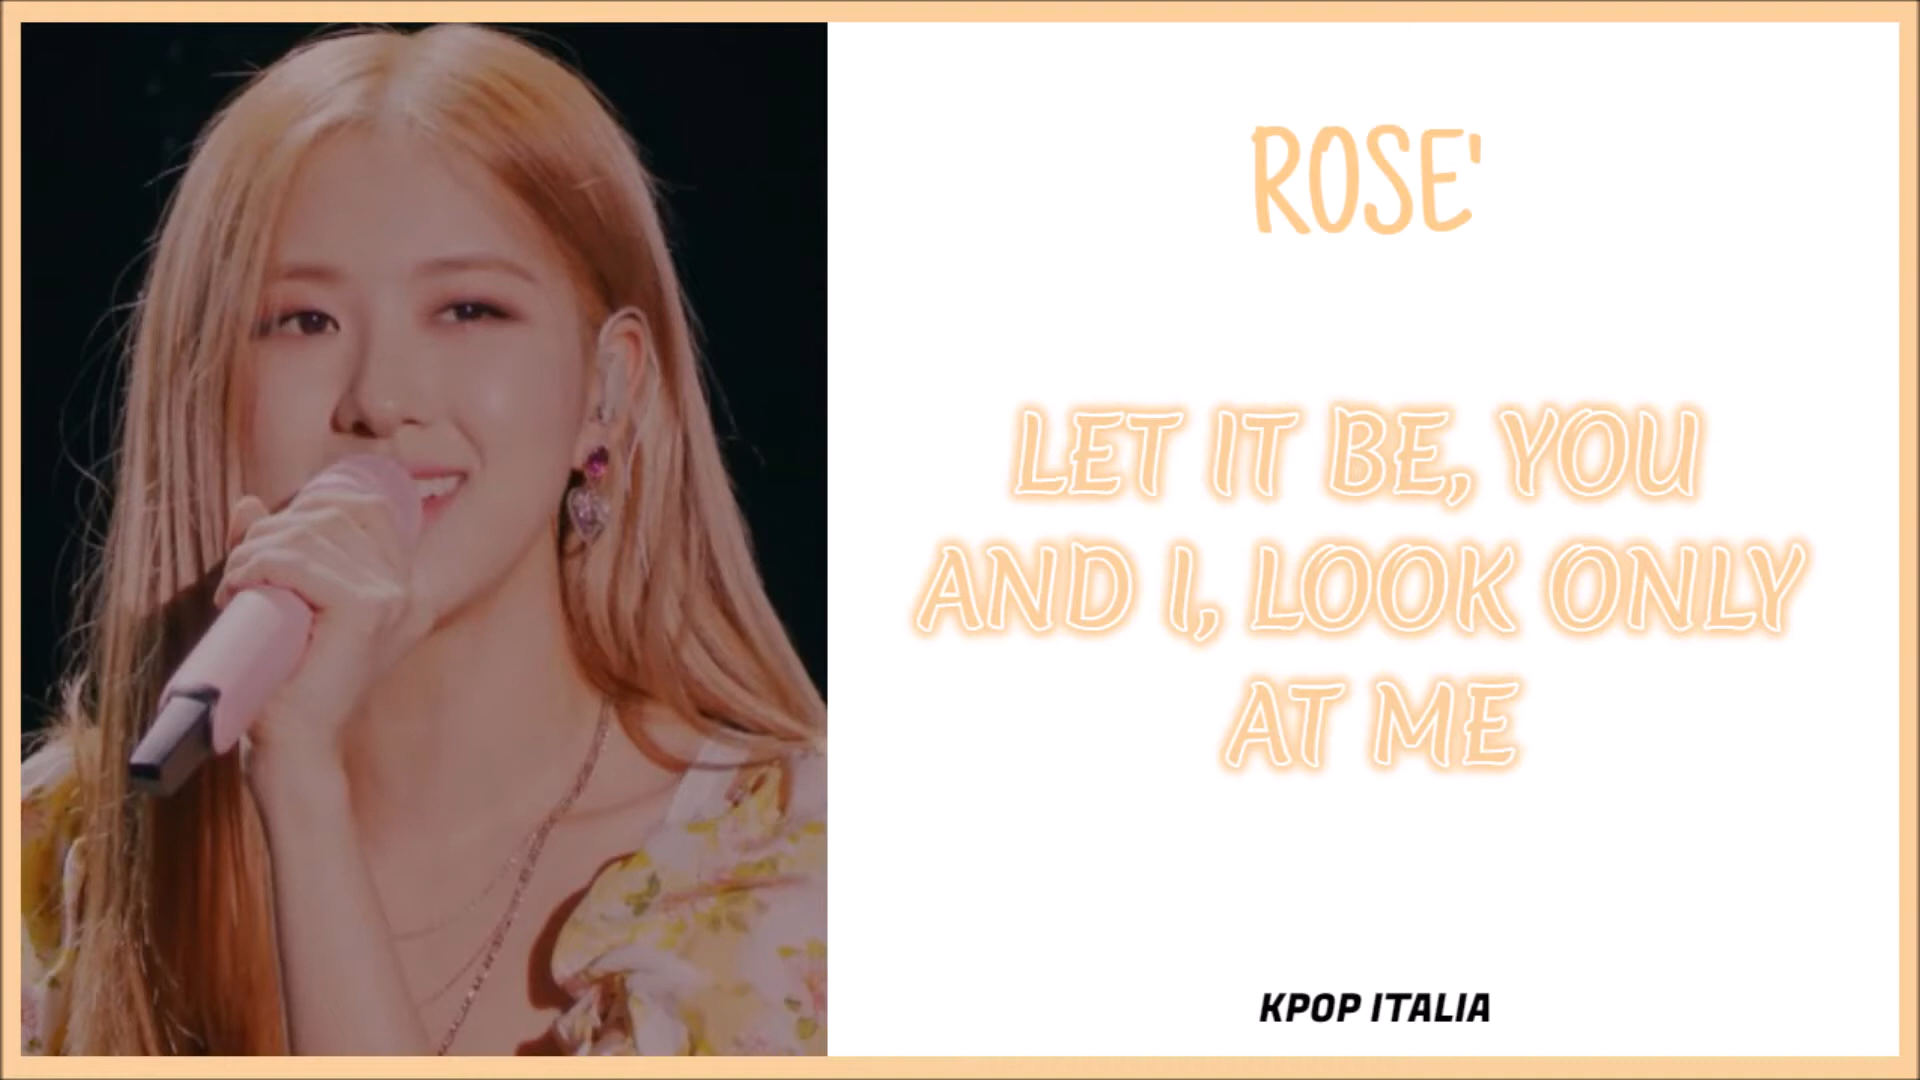 ROSE'
LET IT BE, YOU
AND I, LOOK ONLY
AT ME
KPOP ITALIA